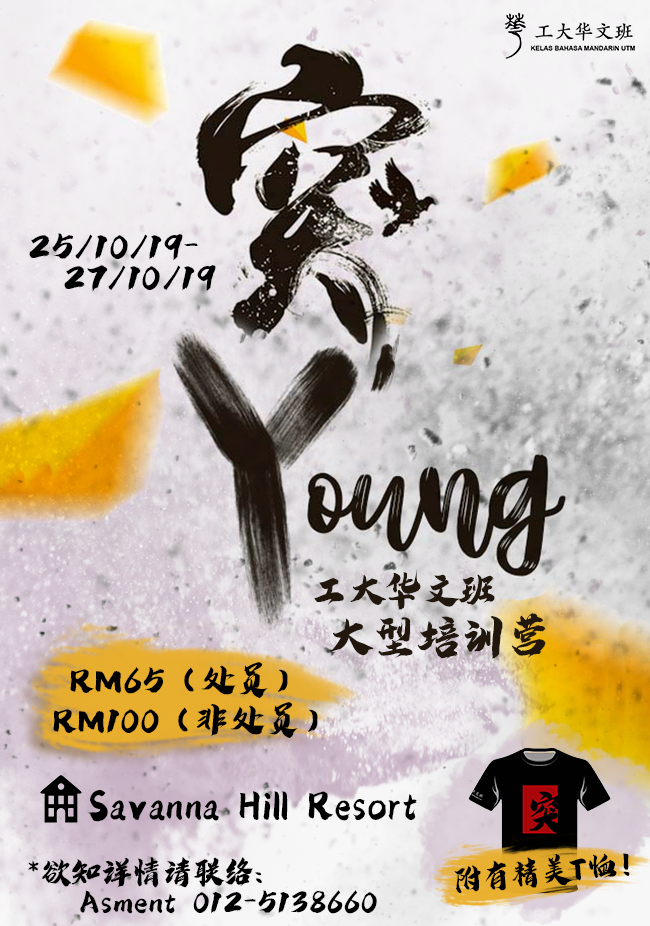 華
工大华文班
KELAS BAHASA MANDARIN UTM
突
25/10/19-
27/10/19
Young
工大华文班
大型培训营
RM65（处员）
RM100（非处员）
Savanna Hill Resort
突
附有精美T恤!
*欲知详情请联络:
Asment 012-5138660